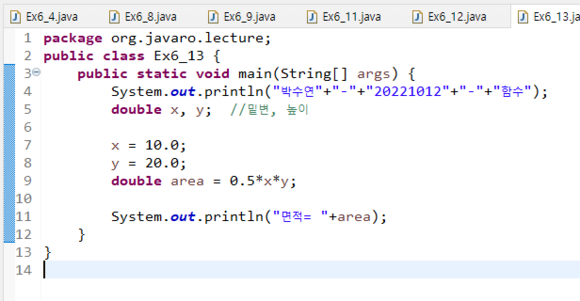 Ex6_4.java Ex6_8.java Ex6_9.java Ex6_11.java Ex6_12.java Ex6_13.ja
1 package org.javaro.lecture;
2 public class Ex6_13 {
3 public static void main(String[] args) {
4 System.out.println("박수연"+"-"+"20221012"+"-"+"함수");
5 double x, y; //밑변, 높이
6
7 x = 10.0;
8 y = 20.0;
9 double area = 0.5*x*y;
10
11 System.out.println("면적= "+area);
12 }
13 }
14